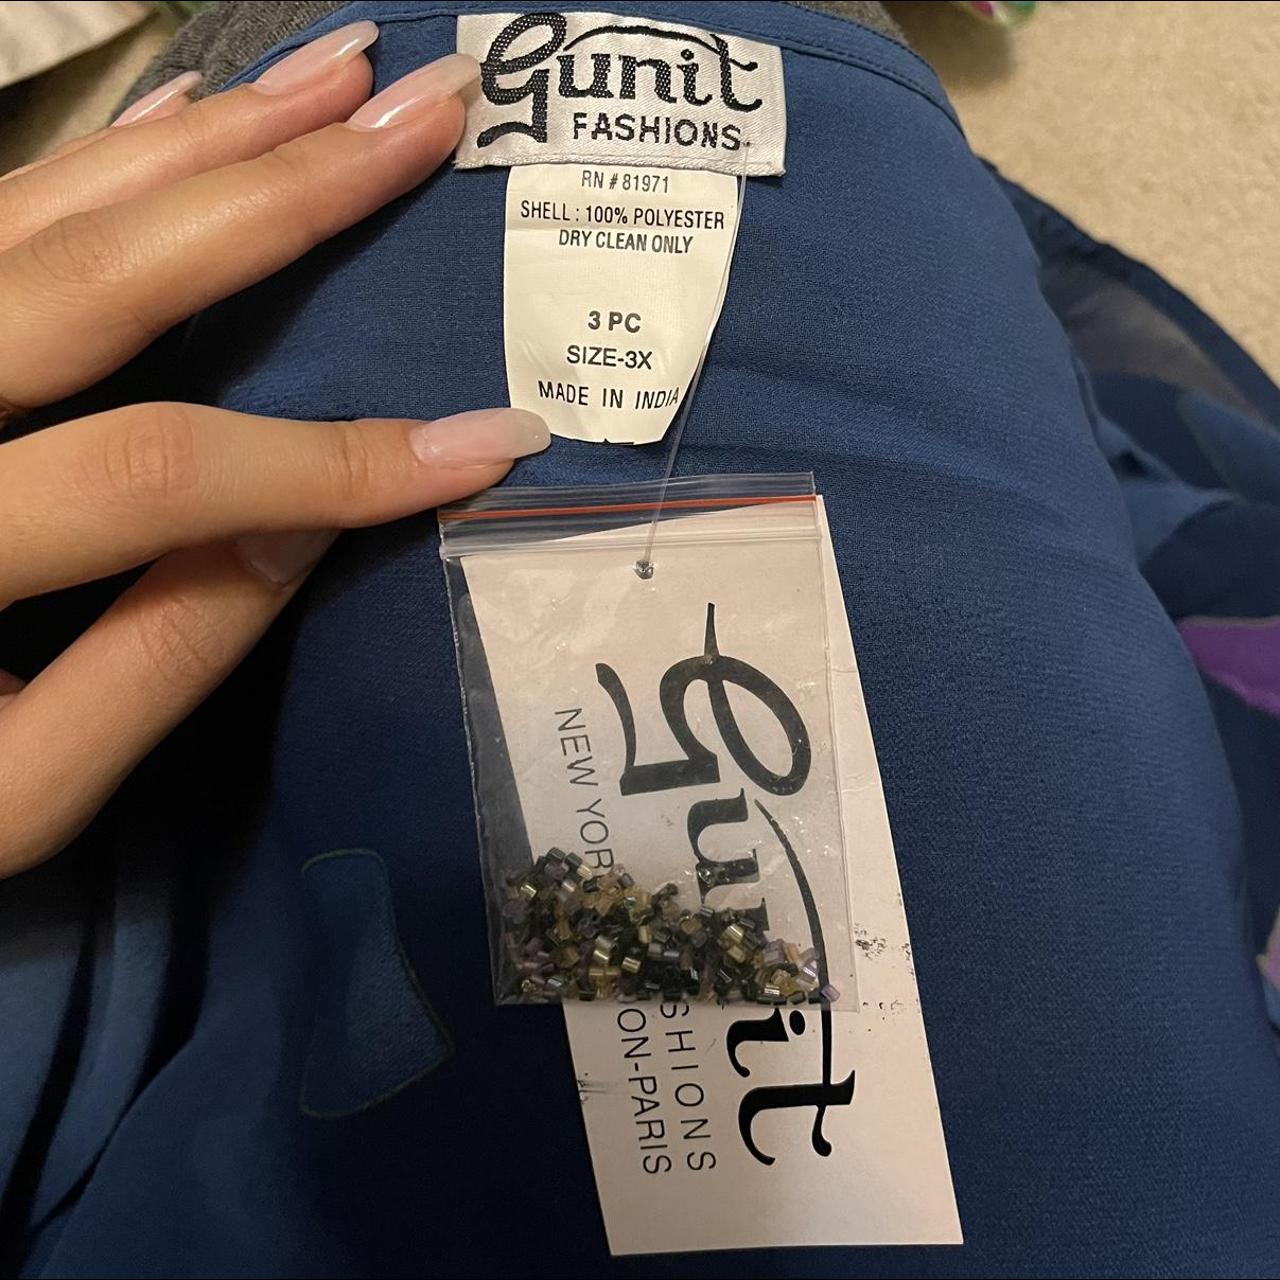 Gunit
FASHIONS.
RN # 81971
SHELL : 100% POLYESTER
DRY CLEAN ONLY
3 PC
SIZE-3X
MADE IN INDIA
Gunit
SHIONS
NEW YOR
ON-PARIS